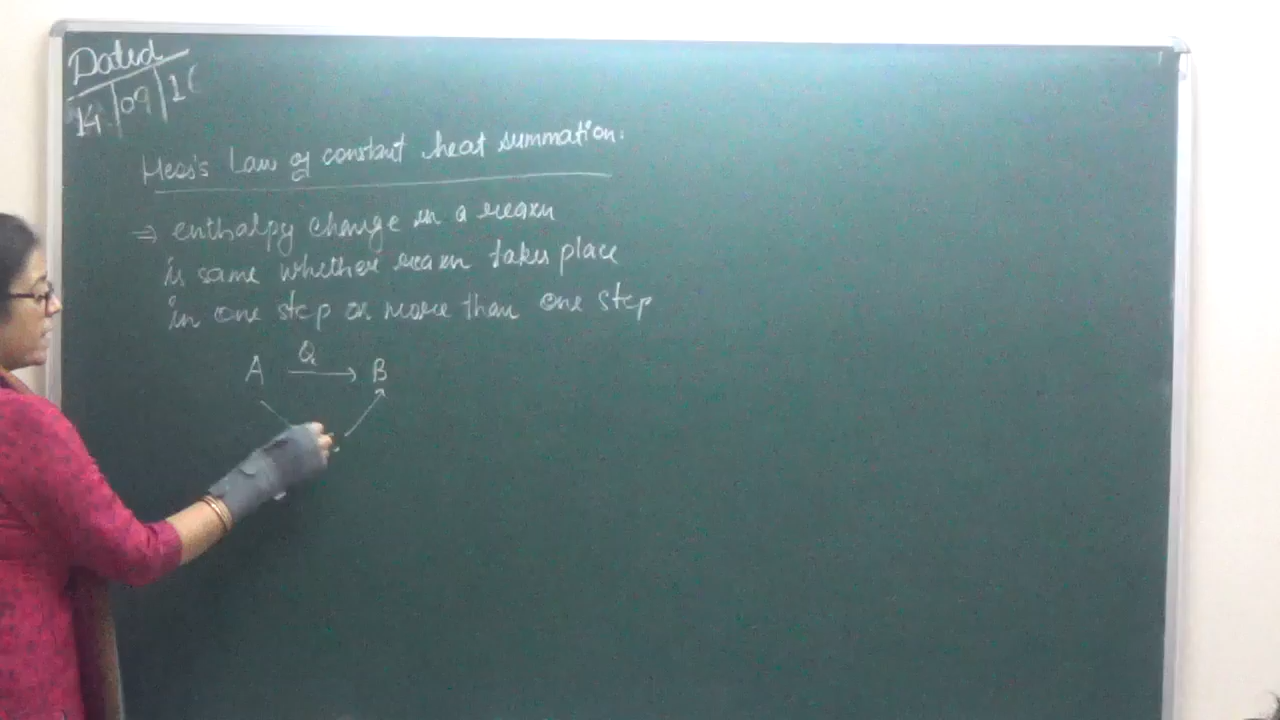 Dated
14/09/16
Hess's Law of constant heat summation.
⇒ enthalpy change in a reaxn
is same whether reaxn takes place
in one step or more than one step
Q
A → B